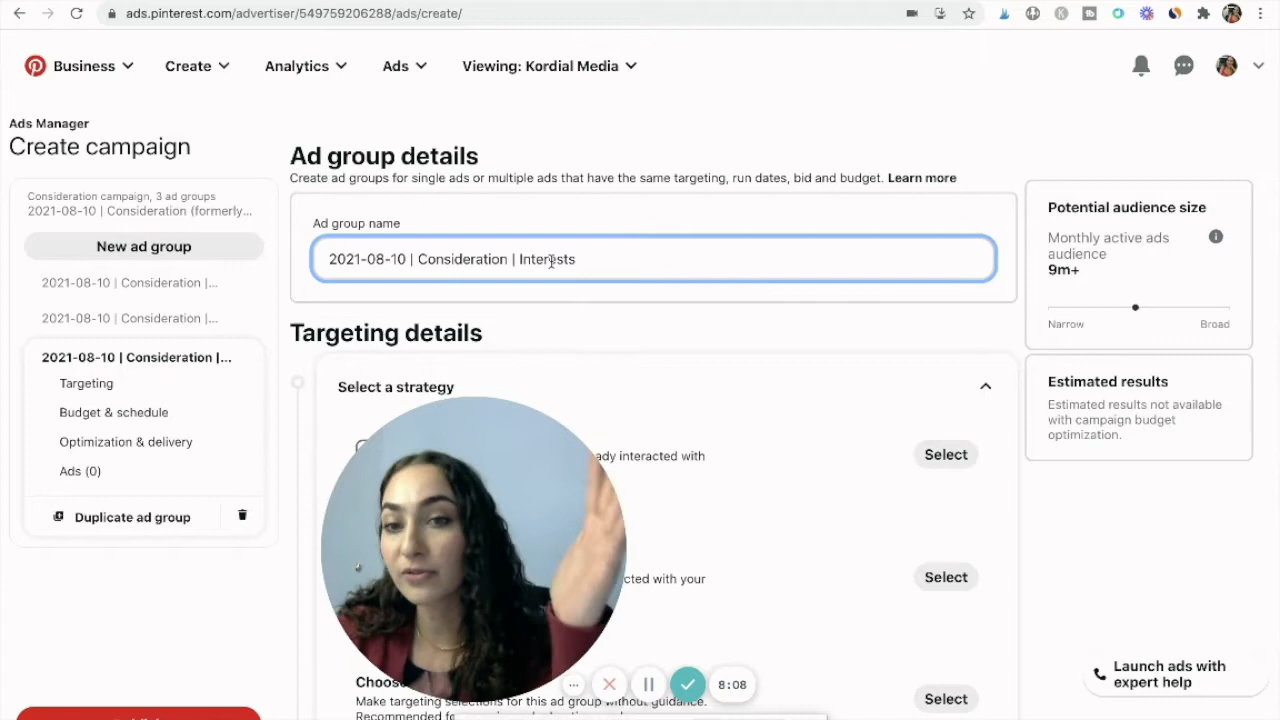 ads.pinterest.com/advertiser/549759206288/ads/create/
Business
Create
Analytics
Ads
Viewing: Kordial Media
Ads Manager
Create campaign
Consideration campaign, 3 ad groups
2021-08-10 | Consideration (formerly...
New ad group
2021-08-10 | Consideration |...
2021-08-10 | Consideration |...
2021-08-10 | Consideration |...
Targeting
Budget & schedule
Optimization & delivery
Ads (0)
Duplicate ad group
Ad group details
Create ad groups for single ads or multiple ads that have the same targeting, run dates, bid and budget. Learn more
Ad group name
2021-08-10 | Consideration | Interests
Targeting details
Select a strategy
interacted with
Select
with your
Select
Make targeting selections for this ad group without guidance.
Select
8:08
Potential audience size
Monthly active ads
audience
9m+
Narrow
Broad
Estimated results
Estimated results not available
with campaign budget
optimization.
Launch ads with
expert help